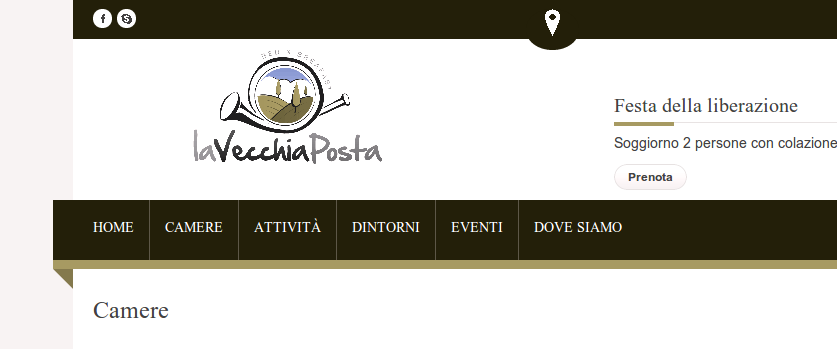 BED 'N' BREAKFAST
laVecchiaPosta
Festa della liberazione
Soggiorno 2 persone con colazione
Prenota
HOME
CAMERE
ATTIVITÀ
DINTORNI
EVENTI
DOVE SIAMO
Camere